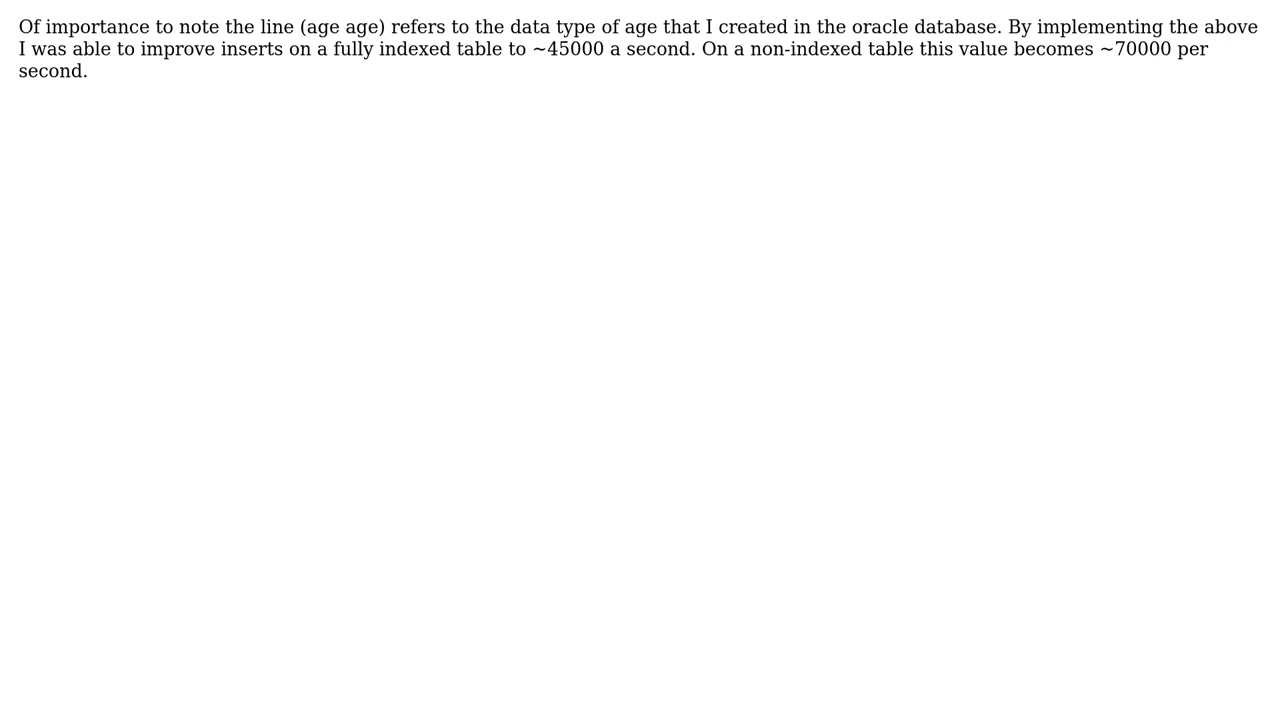 Of importance to note the line (age age) refers to the data type of age that I created in the oracle database. By implementing the above
I was able to improve inserts on a fully indexed table to ~45000 a second. On a non-indexed table this value becomes ~70000 per
second.